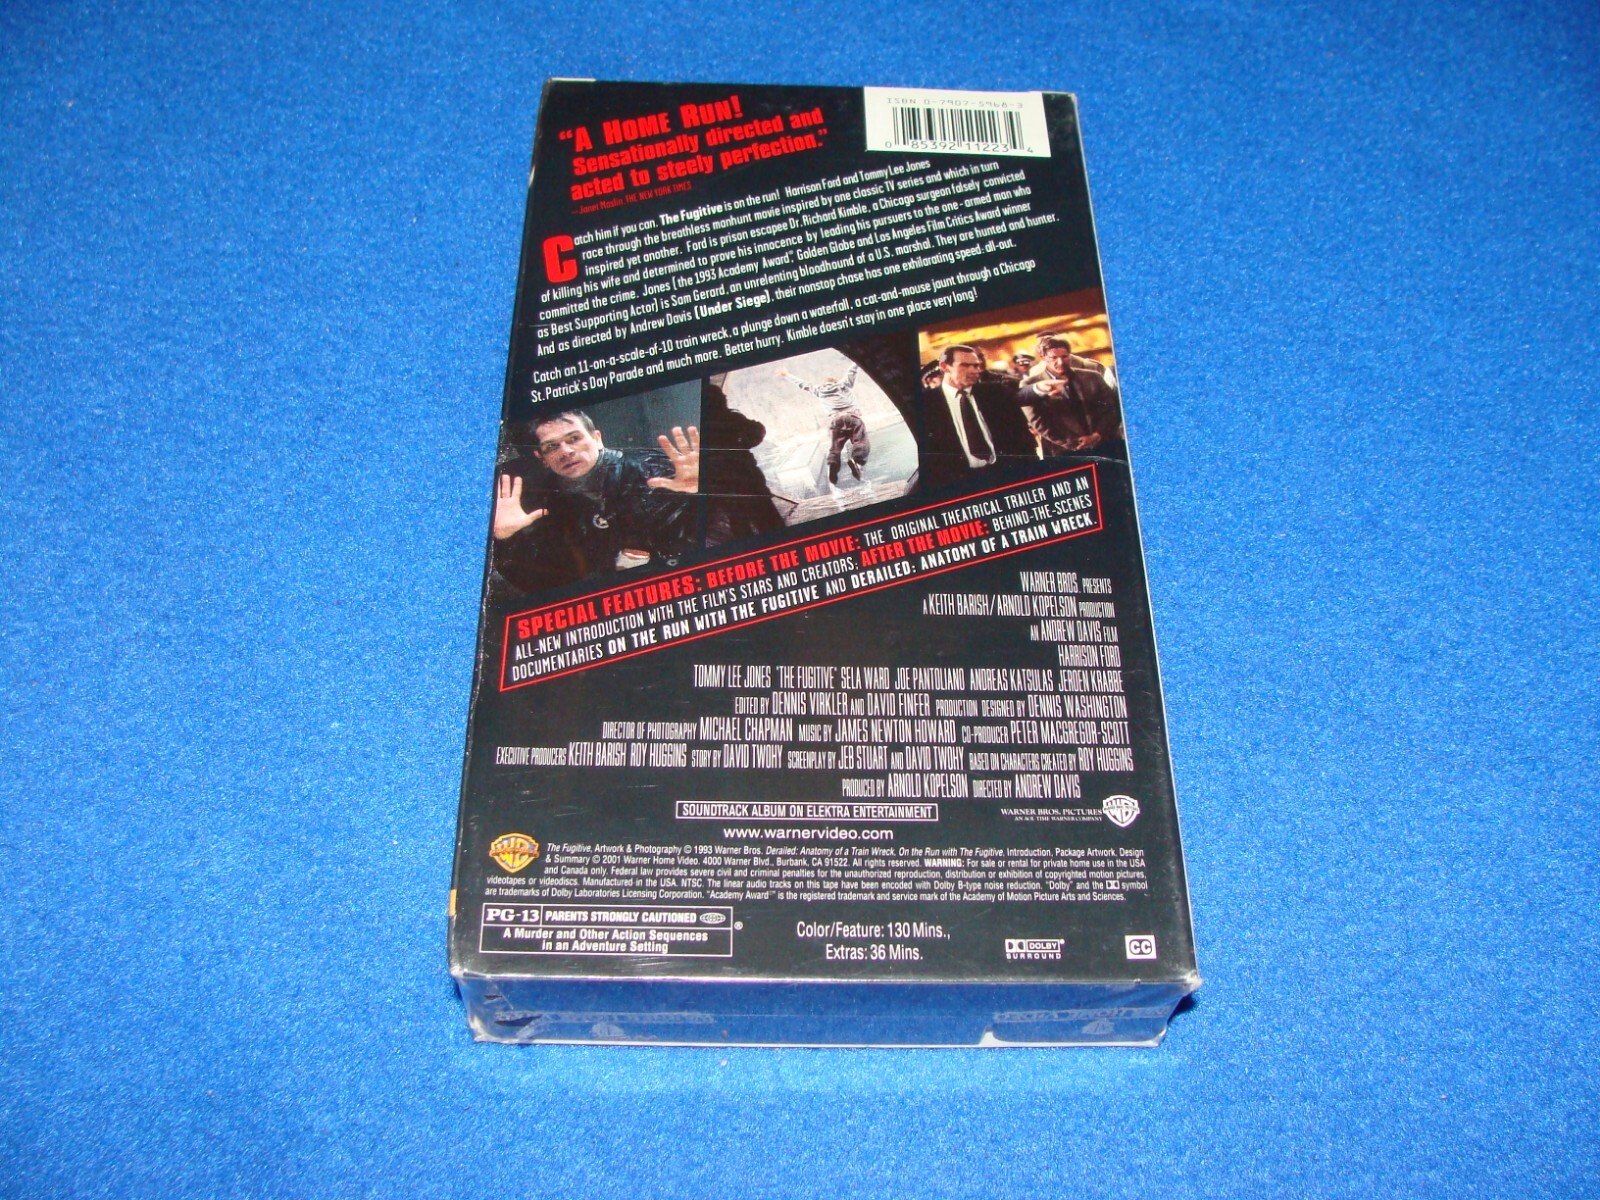 "A HOME RUN!
Sensationally directed and
acted to steely perfection."
—Janet Maslin, THE NEW YORK TIMES
ISBN 0-7907-5968-3
0 85392 11223 4
Catch him if you can. The Fugitive is on the run! Harrison Ford and Tommy Lee Jones
race through the breathless manhunt movie inspired by one classic TV series and which in turn
inspired yet another. Ford is prison escapee Dr. Richard Kimble, a Chicago surgeon falsely convicted
of killing his wife and determined to prove his innocence by leading his pursuers to the one-armed man who
committed the crime. Jones (the 1993 Academy Award®, Golden Globe and Los Angeles Film Critics Award winner
as Best Supporting Actor) is Sam Gerard, an unrelenting bloodhound of a U.S. marshal. They are hunted and hunter.
And as directed by Andrew Davis (Under Siege), their nonstop chase has one exhilarating speed: all-out.
Catch an 11-on-a-scale-of-10 train wreck, a plunge down a waterfall, a cat-and-mouse jaunt through a Chicago
St. Patrick's Day Parade and much more. Better hurry. Kimble doesn't stay in one place very long!
SPECIAL FEATURES: BEFORE THE MOVIE: THE ORIGINAL THEATRICAL TRAILER AND AN
ALL-NEW INTRODUCTION WITH THE FILM'S STARS AND CREATORS; AFTER THE MOVIE: BEHIND-THE-SCENES
DOCUMENTARIES ON THE RUN WITH THE FUGITIVE AND DERAILED: ANATOMY OF A TRAIN WRECK.
WARNER BROS. PRESENTS
A KEITH BARISH/ARNOLD KOPELSON PRODUCTION
AN ANDREW DAVIS FILM
HARRISON FORD
TOMMY LEE JONES "THE FUGITIVE" SELA WARD JOE PANTOLIANO ANDREAS KATSULAS JEROEN KRABBE
EDITED BY DENNIS VIRKLER AND DAVID FINFER PRODUCTION DESIGNED BY DENNIS WASHINGTON
DIRECTOR OF PHOTOGRAPHY MICHAEL CHAPMAN MUSIC BY JAMES NEWTON HOWARD CO-PRODUCER PETER MACGREGOR-SCOTT
EXECUTIVE PRODUCERS KEITH BARISH ROY HUGGINS STORY BY DAVID TWOHY SCREENPLAY BY JEB STUART AND DAVID TWOHY BASED ON CHARACTERS CREATED BY ROY HUGGINS
PRODUCED BY ARNOLD KOPELSON DIRECTED BY ANDREW DAVIS
SOUNDTRACK ALBUM ON ELEKTRA ENTERTAINMENT
WARNER BROS. PICTURES
AN AOL TIME WARNER COMPANY
www.warnervideo.com
The Fugitive, Artwork & Photography © 1993 Warner Bros. Derailed: Anatomy of a Train Wreck, On the Run with The Fugitive, Introduction, Package Artwork, Design
& Summary © 2001 Warner Home Video. 4000 Warner Blvd., Burbank, CA 91522. All rights reserved. WARNING: For sale or rental for private home use in the USA
and Canada only. Federal law provides severe civil and criminal penalties for the unauthorized reproduction, distribution or exhibition of copyrighted motion pictures,
videotapes or videodiscs. Manufactured in the USA. NTSC. The linear audio tracks on this tape have been encoded with Dolby B-type noise reduction. "Dolby" and the DD symbol
are trademarks of Dolby Laboratories Licensing Corporation. "Academy Award®" is the registered trademark and service mark of the Academy of Motion Picture Arts and Sciences.
PG-13 PARENTS STRONGLY CAUTIONED ®
A Murder and Other Action Sequences
in an Adventure Setting
Color/Feature: 130 Mins.,
Extras: 36 Mins.
DOLBY®
SURROUND
CC